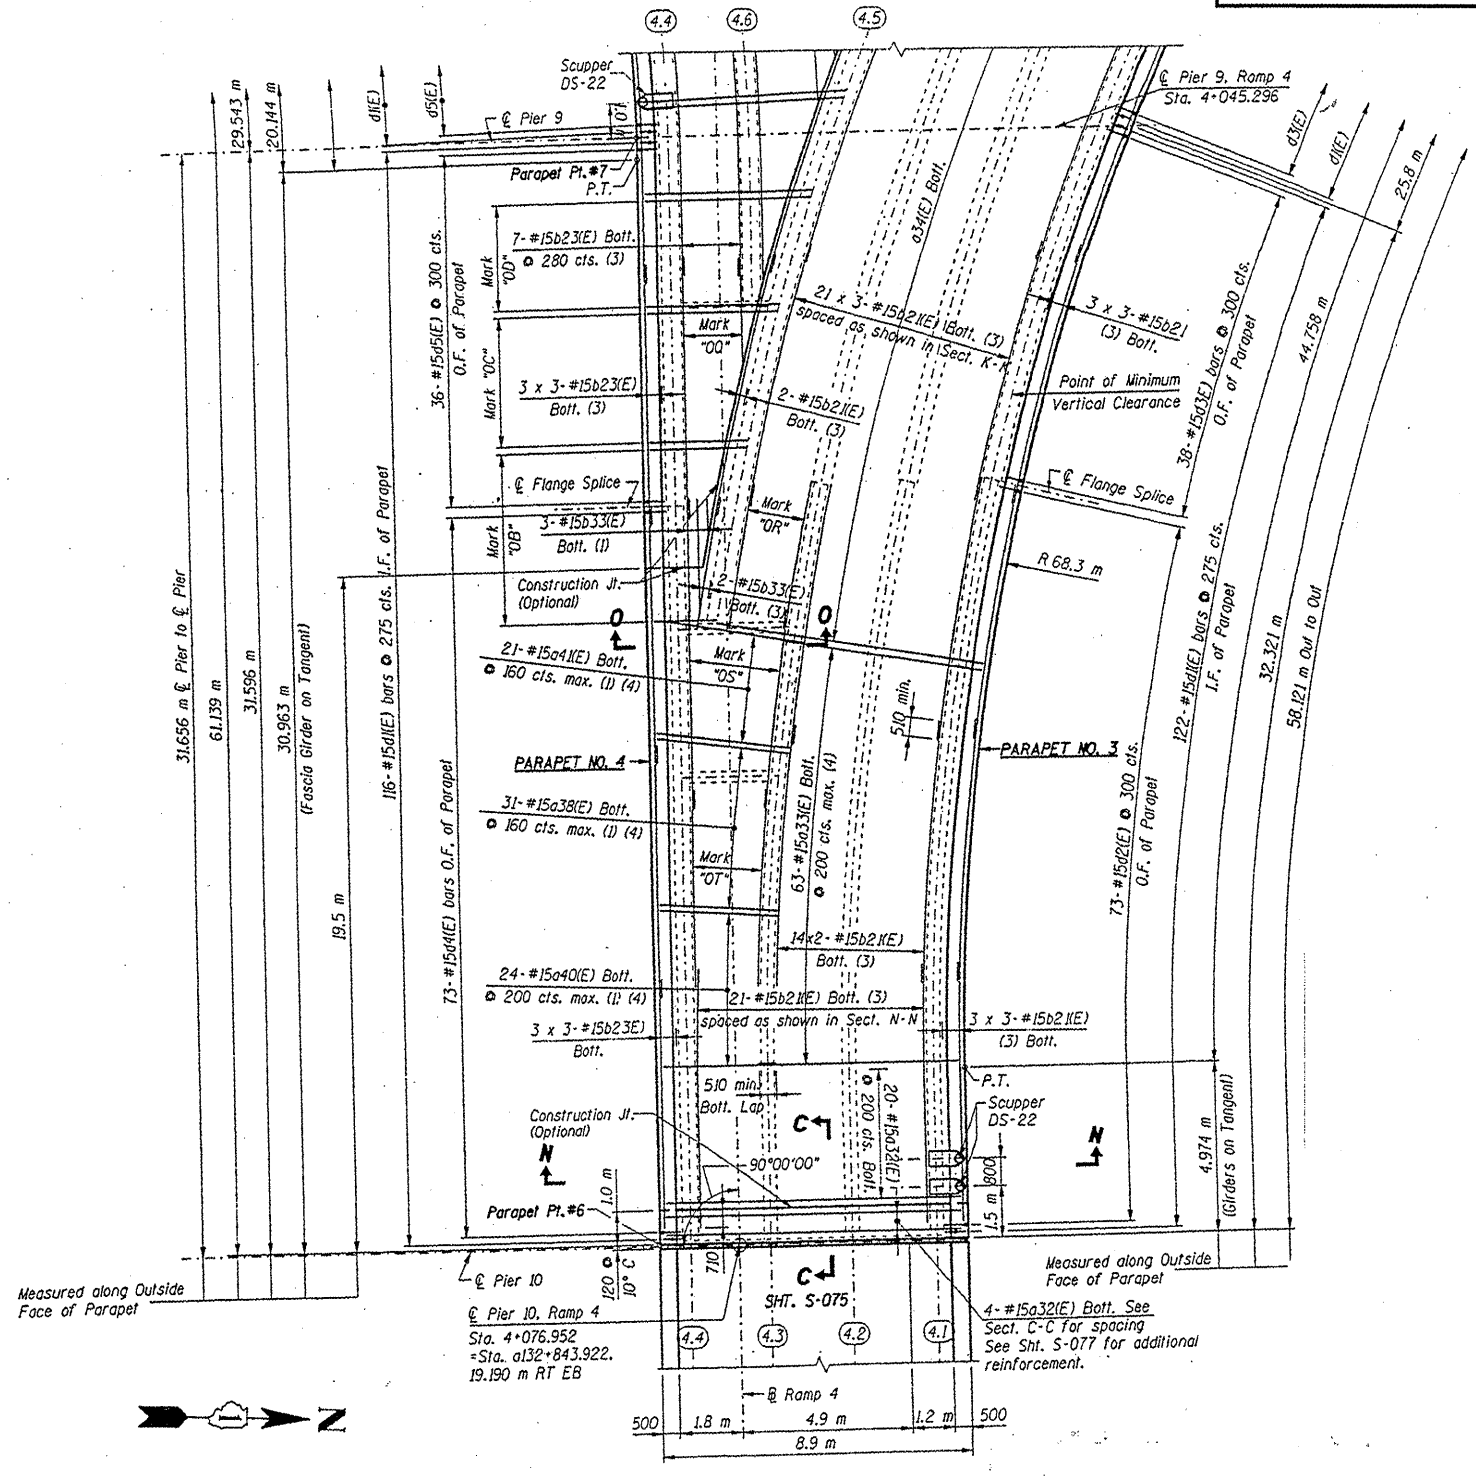 4.4
4.6
4.5
Scupper
DS-22
℄ Pier 9, Ramp 4
Sta. 4+045.296
29.543 m
20.144 m
d1(E)
d5(E)
℄ Pier 9
Parapet Pt.#7
P.T.
d3(E)
d1(E)
25.8 m
7-#15b23(E) Bott.
@ 280 cts. (3)
Mark
"OD"
a34(E) Bott.
36-#15d5(E) @ 300 cts.
O.F. of Parapet
Mark "OC"
Mark
"OQ"
21 x 3-#15b21(E) Bott. (3)
spaced as shown in Sect. K-K
3 x 3-#15b21
(3) Bott.
3 x 3-#15b23(E)
Bott. (3)
2-#15b21(E)
Bott. (3)
Point of Minimum
Vertical Clearance
38-#15d3(E) bars @ 300 cts.
O.F. of Parapet
44.758 m
℄ Flange Splice
℄ Flange Splice
Mark
"OB"
3-#15b33(E)
Bott. (1)
Mark
"OR"
Construction Jt.
(Optional)
2-#15b33(E)
Bott. (3)
R 68.3 m
O
O
31.656 m ℄ Pier to ℄ Pier
61.139 m
31.596 m
30.963 m
(Fascia Girder on Tangent)
19.5 m
116-#15d1(E) bars @ 275 cts. I.F. of Parapet
73-#15d4(E) bars O.F. of Parapet
21-#15a41(E) Bott.
@ 160 cts. max. (1) (4)
Mark
"OS"
510 min.
PARAPET NO. 4
PARAPET NO. 3
31-#15a38(E) Bott.
@ 160 cts. max. (1) (4)
Mark
"OT"
63-#15a33(E) Bott.
@ 200 cts. max. (4)
73-#15d2(E) @ 300 cts.
O.F. of Parapet
122-#15d1(E) bars @ 275 cts.
I.F. of Parapet
32.321 m
58.121 m Out to Out
14x2-#15b21(E)
Bott. (3)
24-#15a40(E) Bott.
@ 200 cts. max. (1) (4)
21-#15b21(E) Bott. (3)
spaced as shown in Sect. N-N
3 x 3-#15b23E)
Bott.
3 x 3-#15b21(E)
(3) Bott.
510 min.
Bott. Lap
20-#15a32(E)
@ 200 cts. Bott.
P.T.
Scupper
DS-22
Construction Jt.
(Optional)
C
N
N
90°00'00"
4.974 m
(Girders on Tangent)
1.0 m
800
1.5 m
Parapet Pt.#6
710
120 @
10° C
℄ Pier 10
C
SHT. S-075
Measured along Outside
Face of Parapet
Measured along Outside
Face of Parapet
℄ Pier 10, Ramp 4
Sta. 4+076.952
=Sta. a132+843.922,
19.190 m RT EB
4.4
4.3
4.2
4.1
4-#15a32(E) Bott. See
Sect. C-C for spacing
See Sht. S-077 for additional
reinforcement.
N
Ramp 4
500
1.8 m
4.9 m
1.2 m
500
8.9 m